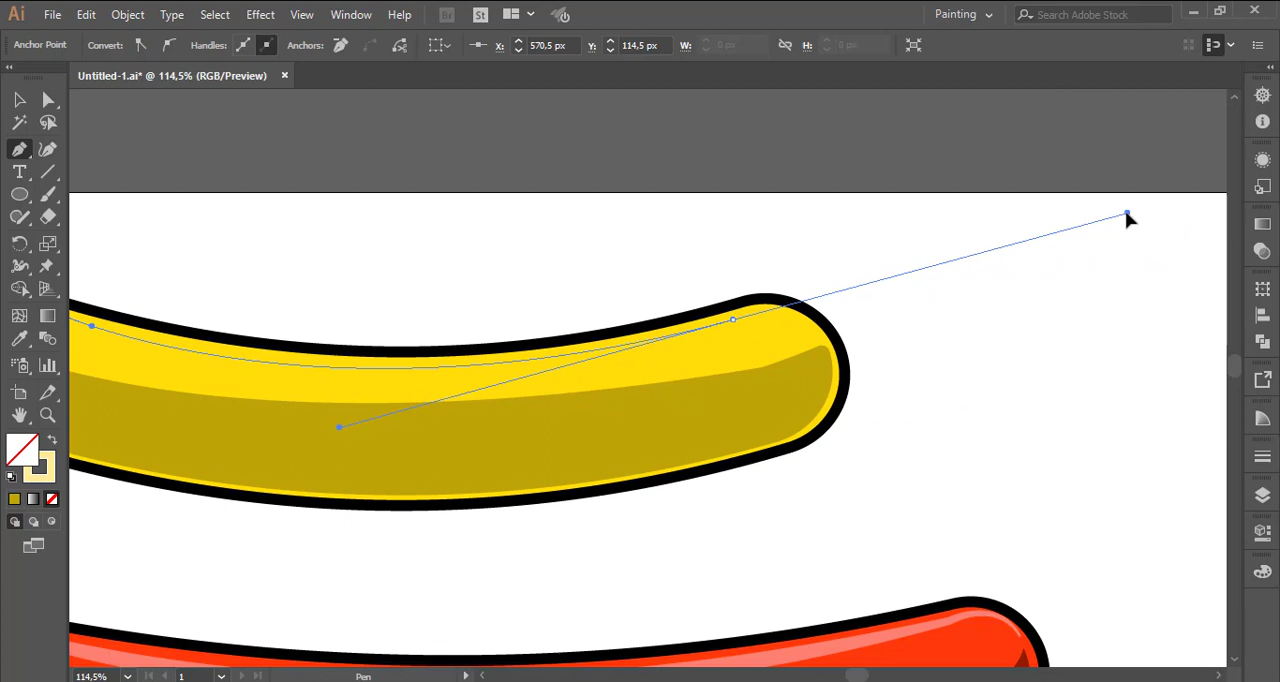 Ai File Edit Object Type Select Effect View Window Help Br St Painting Search Adobe Stock
Anchor Point Convert: Handles: Anchors: X: 570,5 px Y: 114,5 px W: 0 px H: 0 px
Untitled-1.ai* @ 114,5% (RGB/Preview)
T
114,5% 1 Pen